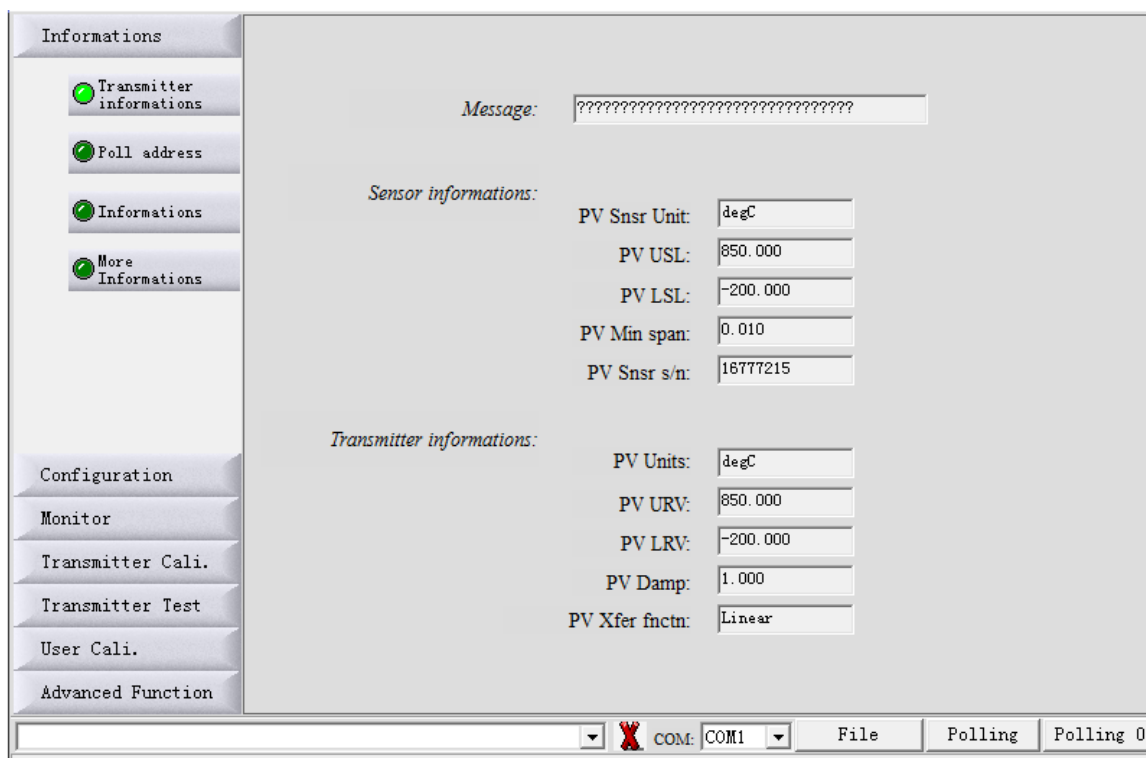 Informations
Transmitter
informations
Poll address
Informations
More
Informations
Configuration
Monitor
Transmitter Cali.
Transmitter Test
User Cali.
Advanced Function
Message: ????????????????????????????????
Sensor informations:
PV Snsr Unit: degC
PV USL: 850.000
PV LSL: -200.000
PV Min span: 0.010
PV Snsr s/n: 16777215
Transmitter informations:
PV Units: degC
PV URV: 850.000
PV LRV: -200.000
PV Damp: 1.000
PV Xfer fnctn: Linear
X COM: COM1 File Polling Polling 0